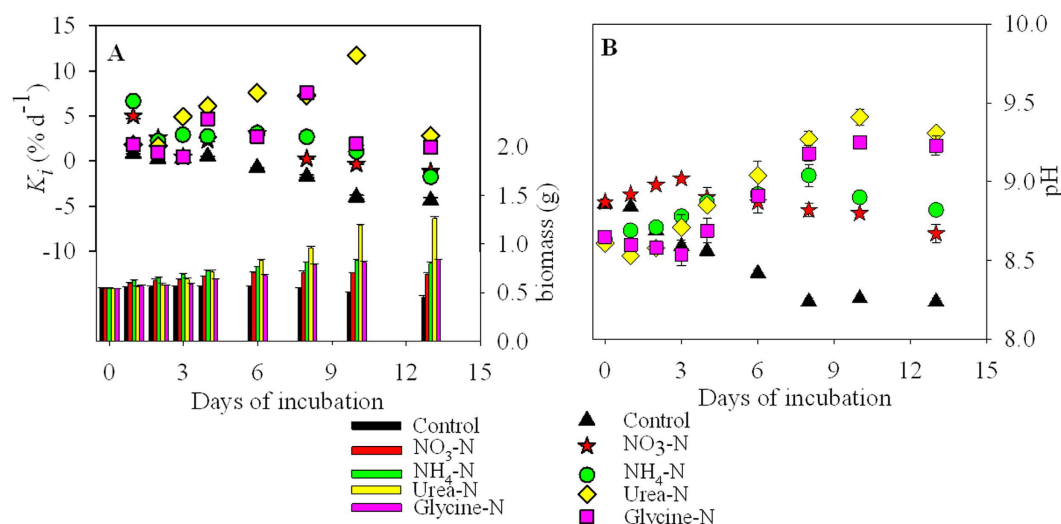 A
15
10
5
0
-5
-10
K_i (% d^-1)
2.0
1.5
1.0
0.5
0.0
biomass (g)
0 3 6 9 12 15
Days of incubation
B
10.0
9.5
9.0
8.5
8.0
pH
0 3 6 9 12 15
Days of incubation
Control
NO3-N
NH4-N
Urea-N
Glycine-N
Control
NO3-N
NH4-N
Urea-N
Glycine-N